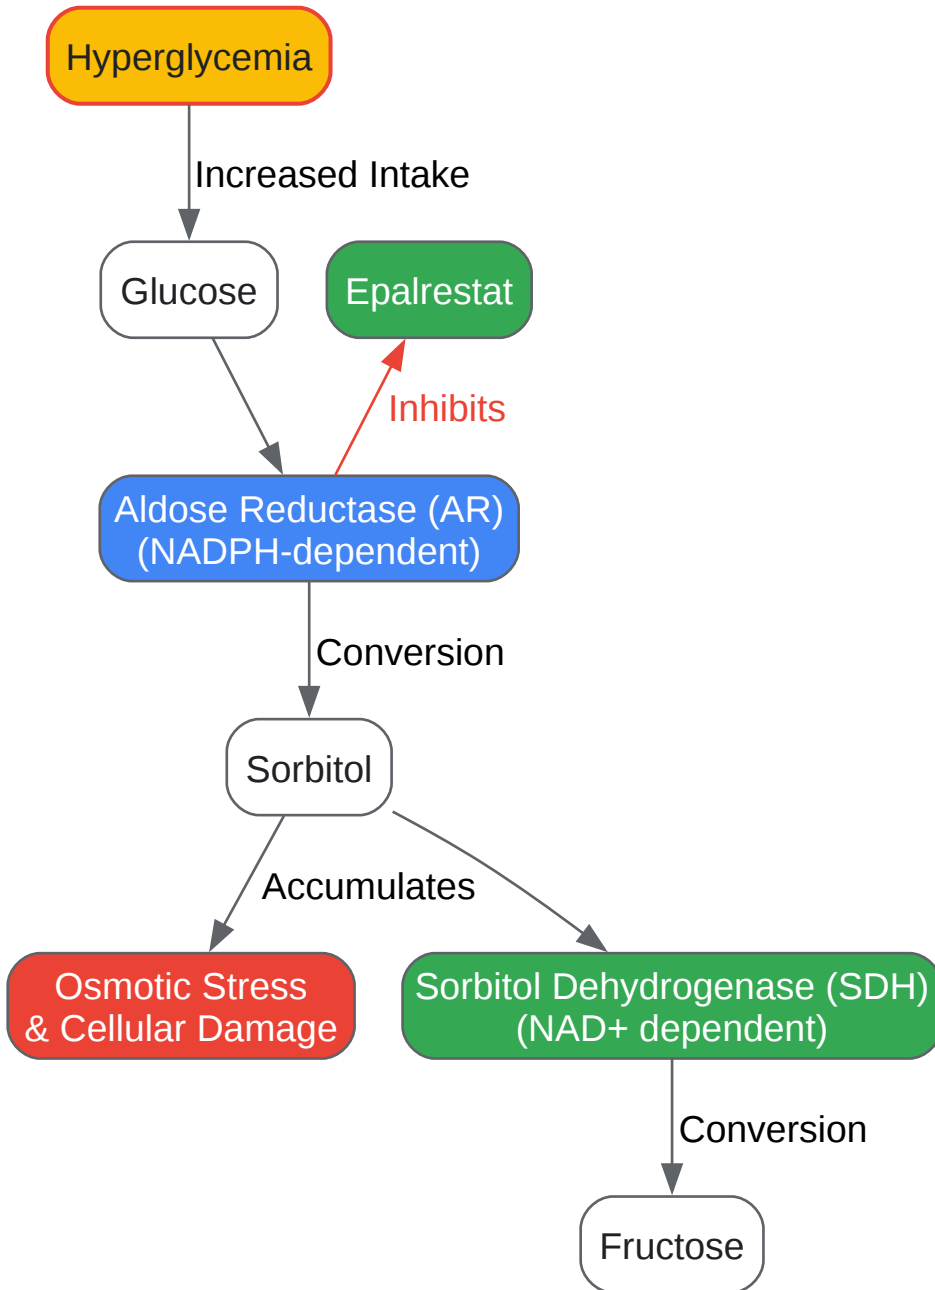 Hyperglycemia
Increased Intake
Glucose
Epalrestat
Inhibits
Aldose Reductase (AR)
(NADPH-dependent)
Conversion
Sorbitol
Accumulates
Osmotic Stress
& Cellular Damage
Sorbitol Dehydrogenase (SDH)
(NAD+ dependent)
Conversion
Fructose